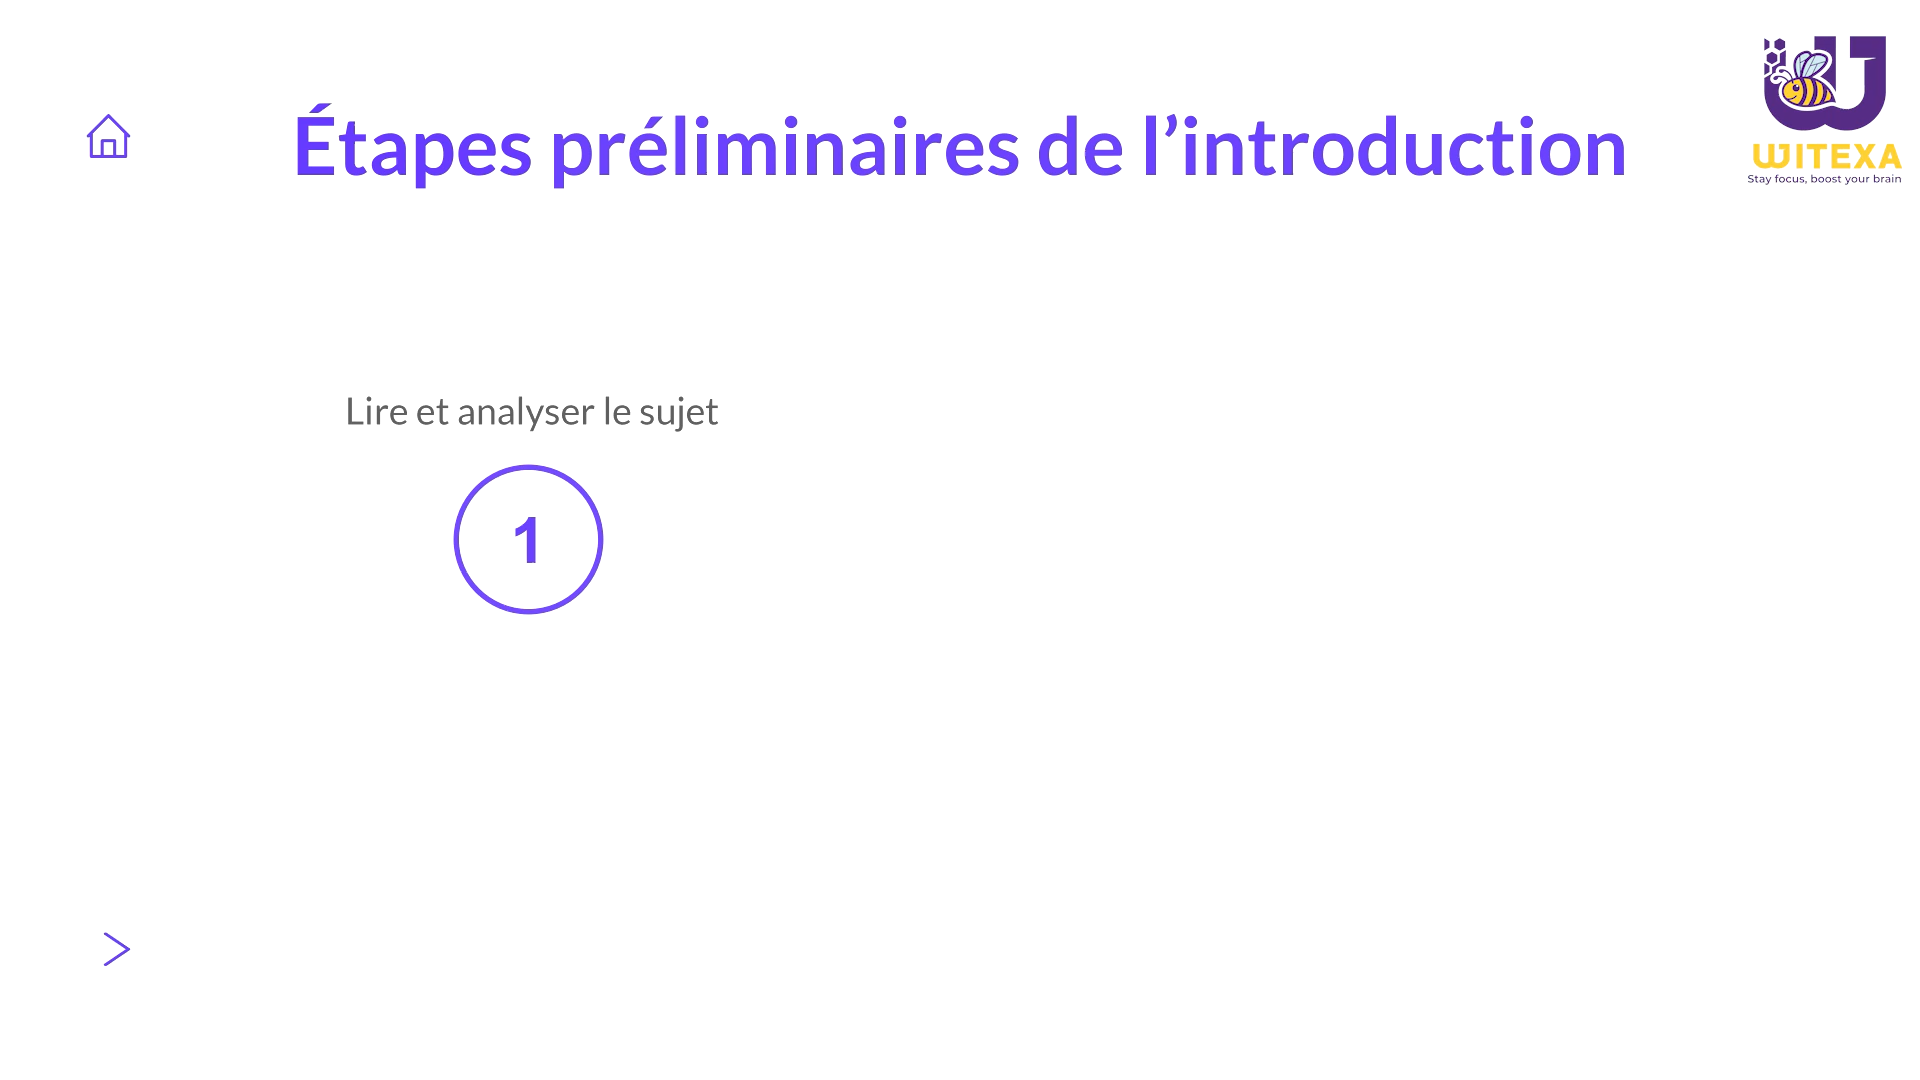 Étapes préliminaires de l’introduction
WITEXA
Stay focus, boost your brain
Lire et analyser le sujet
1